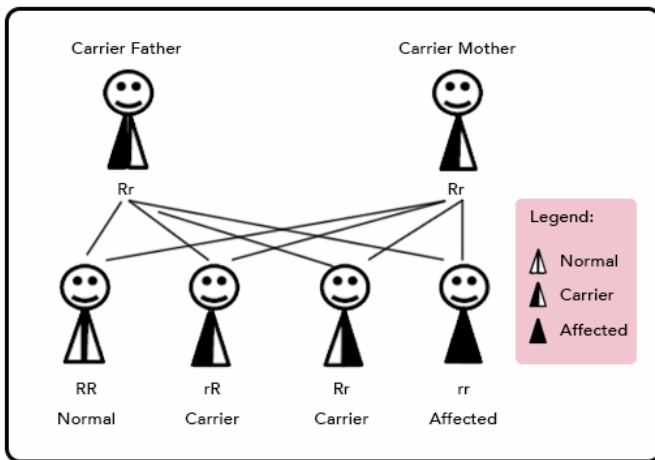 Carrier Father
Carrier Mother
Rr
Rr
Legend:
Normal
Carrier
Affected
RR
rR
Rr
rr
Normal
Carrier
Carrier
Affected